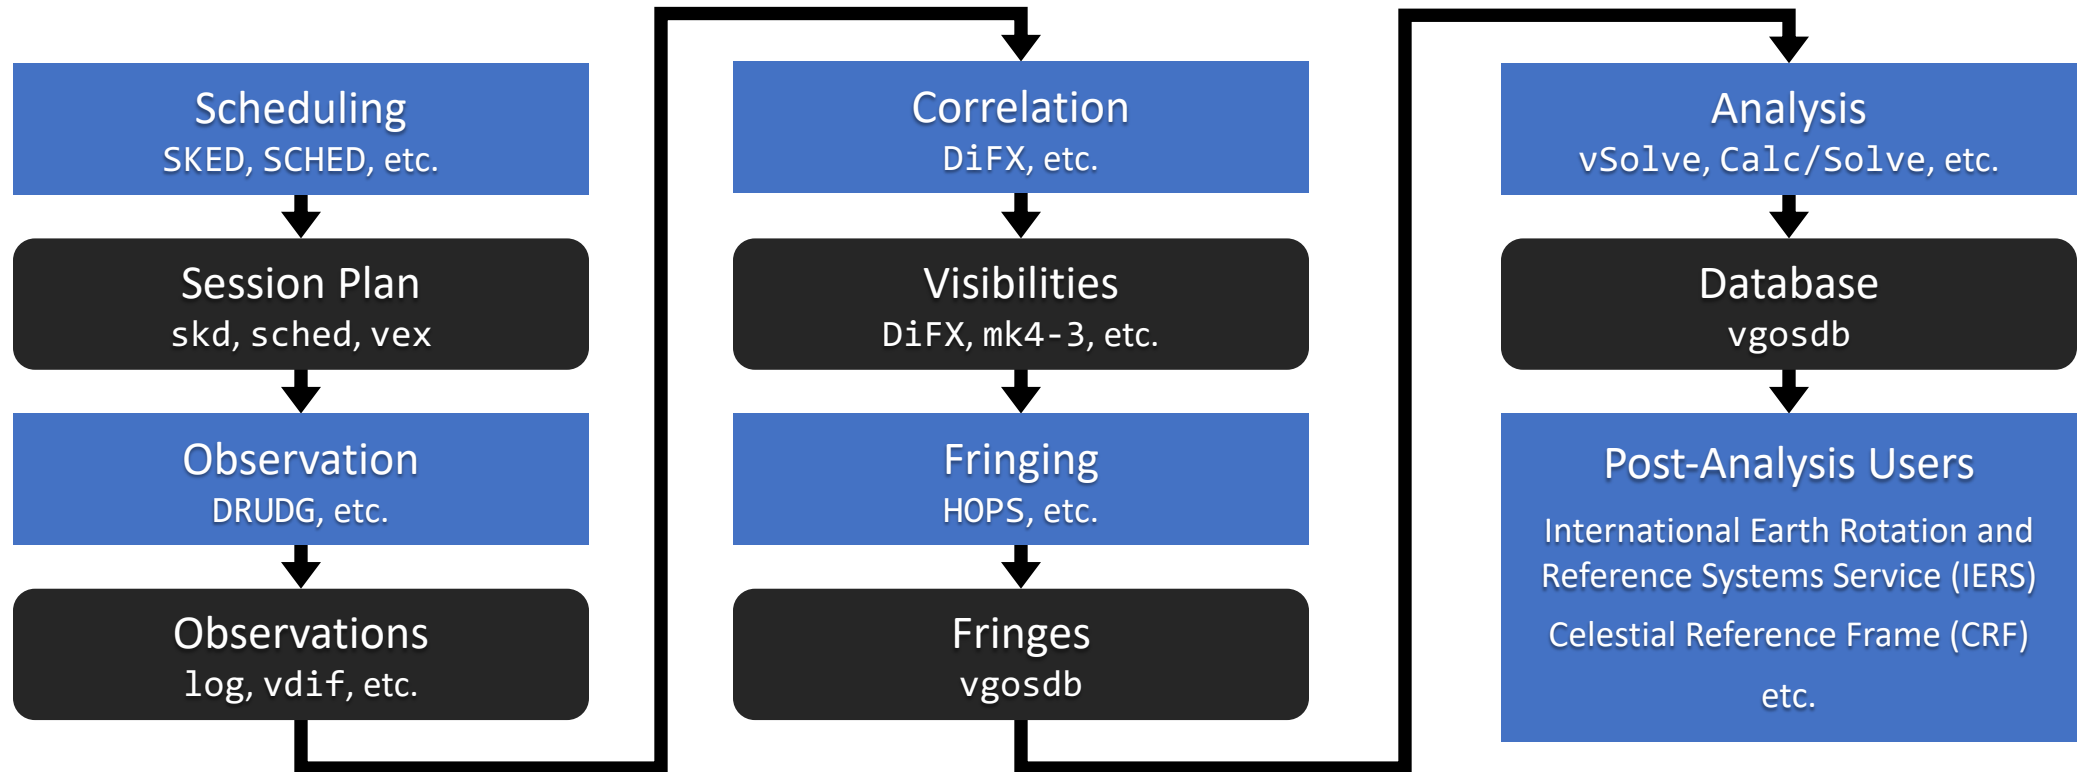 Scheduling
SKED, SCHED, etc.
Session Plan
skd, sched, vex
Observation
DRUDG, etc.
Observations
log, vdif, etc.
Correlation
DiFX, etc.
Visibilities
DiFX, mk4-3, etc.
Fringing
HOPS, etc.
Fringes
vgosdb
Analysis
vSolve, Calc/Solve, etc.
Database
vgosdb
Post-Analysis Users
International Earth Rotation and
Reference Systems Service (IERS)
Celestial Reference Frame (CRF)
etc.